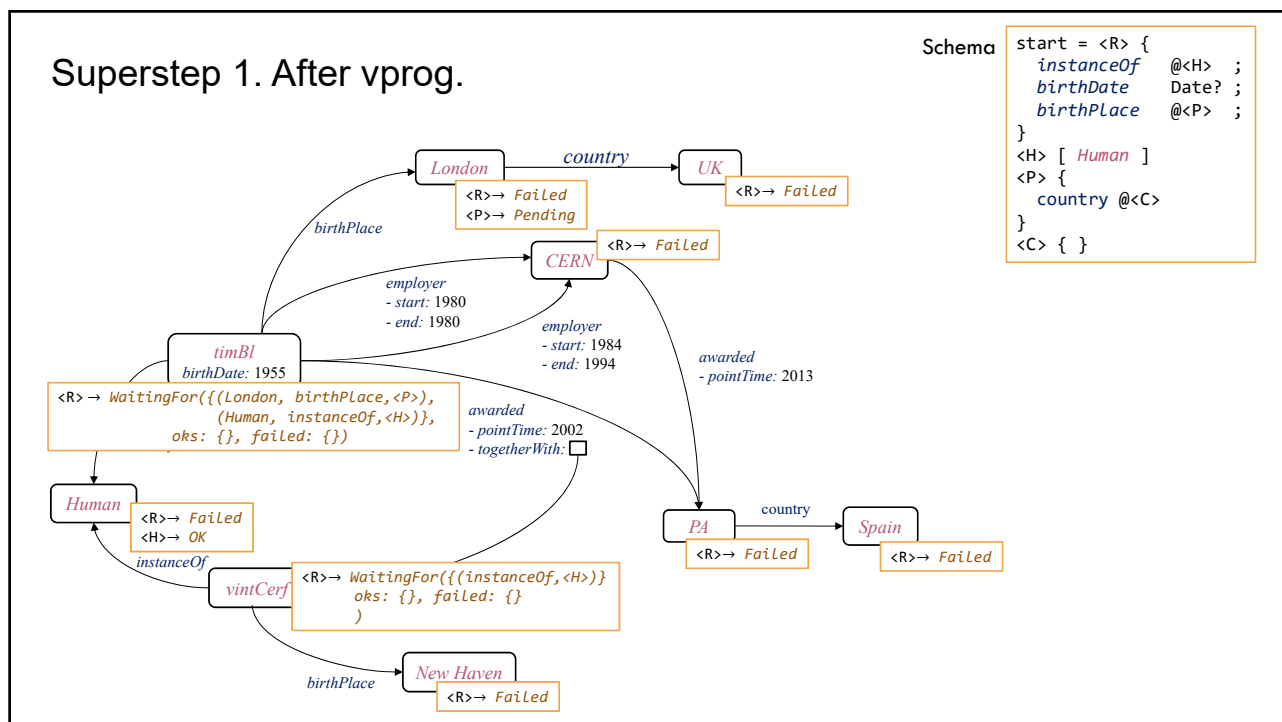 Superstep 1. After vprog.
Schema
start = <R> {
instanceOf @<H> ;
birthDate Date? ;
birthPlace @<P> ;
}
<H> [ Human ]
<P> {
country @<C>
}
<C> { }
London
country
UK
<R>→ Failed
<P>→ Pending
<R>→ Failed
birthPlace
<R>→ Failed
CERN
employer
- start: 1980
- end: 1980
employer
- start: 1984
- end: 1994
timBl
birthDate: 1955
awarded
- pointTime: 2013
<R>→ WaitingFor({(London, birthPlace,<P>),
(Human, instanceOf,<H>)},
oks: {}, failed: {})
awarded
- pointTime: 2002
- togetherWith:
Human
<R>→ Failed
<H>→ OK
PA
country
Spain
<R>→ Failed
<R>→ Failed
instanceOf
vintCerf
<R>→ WaitingFor({(instanceOf,<H>)}
oks: {}, failed: {}
)
birthPlace
New Haven
<R>→ Failed